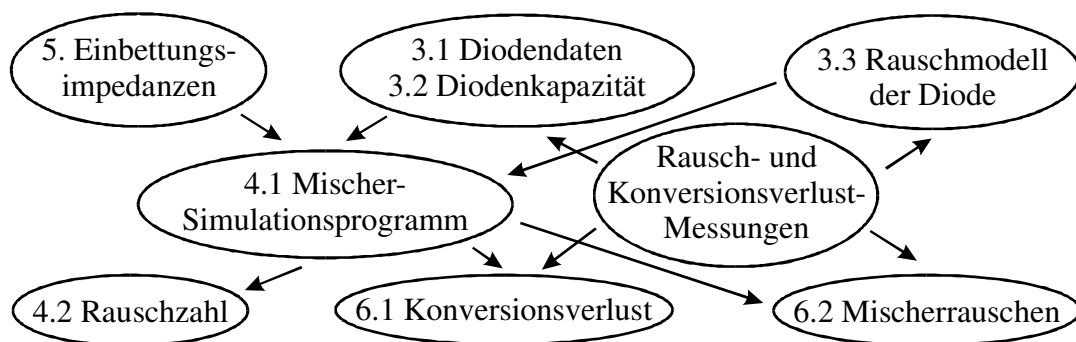 5. Einbettungs-
impedanzen
3.1 Diodendaten
3.2 Diodenkapazität
3.3 Rauschmodell
der Diode
4.1 Mischer-
Simulationsprogramm
Rausch- und
Konversionsverlust-
Messungen
4.2 Rauschzahl
6.1 Konversionsverlust
6.2 Mischerrauschen